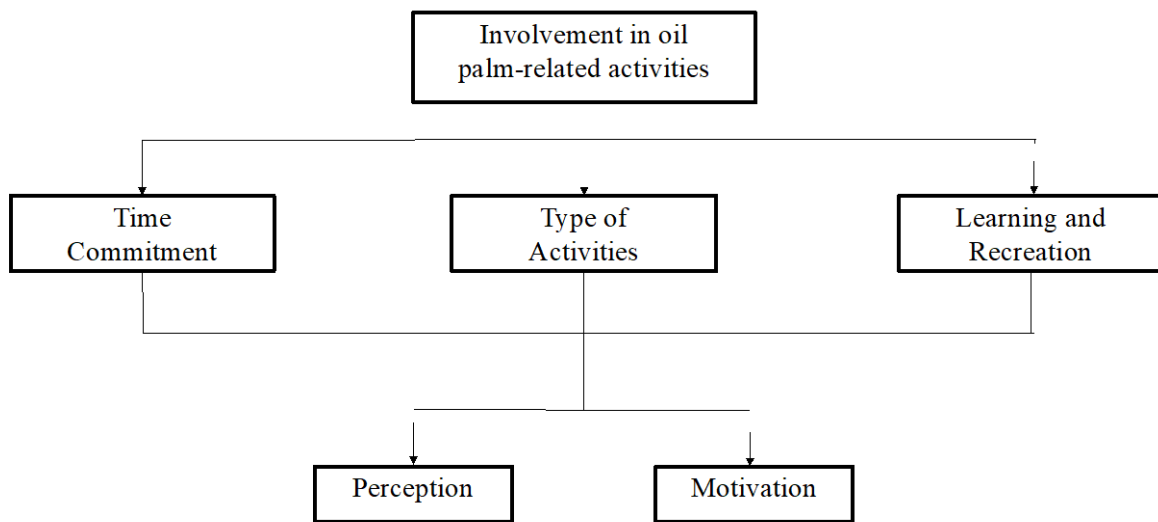 Involvement in oil
palm-related activities
Time
Commitment
Type of
Activities
Learning and
Recreation
Perception
Motivation